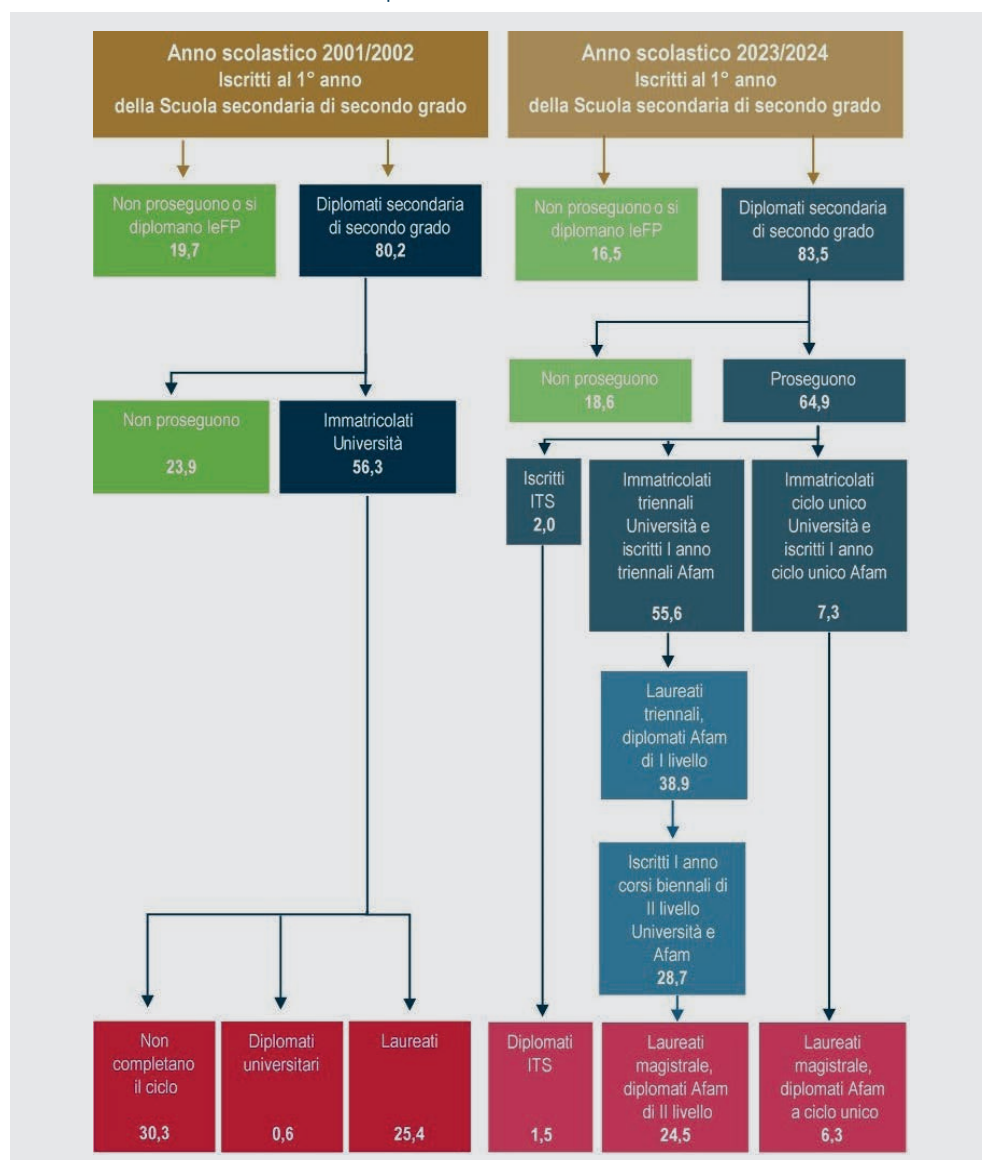 Anno scolastico 2001/2002
Iscritti al 1° anno
della Scuola secondaria di secondo grado
Non proseguono o si
diplomano IeFP
19,7
Diplomati secondaria
di secondo grado
80,2
Non proseguono
23,9
Immatricolati
Università
56,3
Non
completano
il ciclo
30,3
Diplomati
universitari
0,6
Laureati
25,4
Anno scolastico 2023/2024
Iscritti al 1° anno
della Scuola secondaria di secondo grado
Non proseguono o si
diplomano IeFP
16,5
Diplomati secondaria
di secondo grado
83,5
Non proseguono
18,6
Proseguono
64,9
Iscritti
ITS
2,0
Immatricolati
triennali
Università e
iscritti I anno
triennali Afam
55,6
Immatricolati
ciclo unico
Università e
iscritti I anno
ciclo unico Afam
7,3
Laureati
triennali,
diplomati Afam
di I livello
38,9
Iscritti I anno
corsi biennali di
II livello
Università e
Afam
28,7
Diplomati
ITS
1,5
Laureati
magistrale,
diplomati Afam
di II livello
24,5
Laureati
magistrale,
diplomati Afam
a ciclo unico
6,3